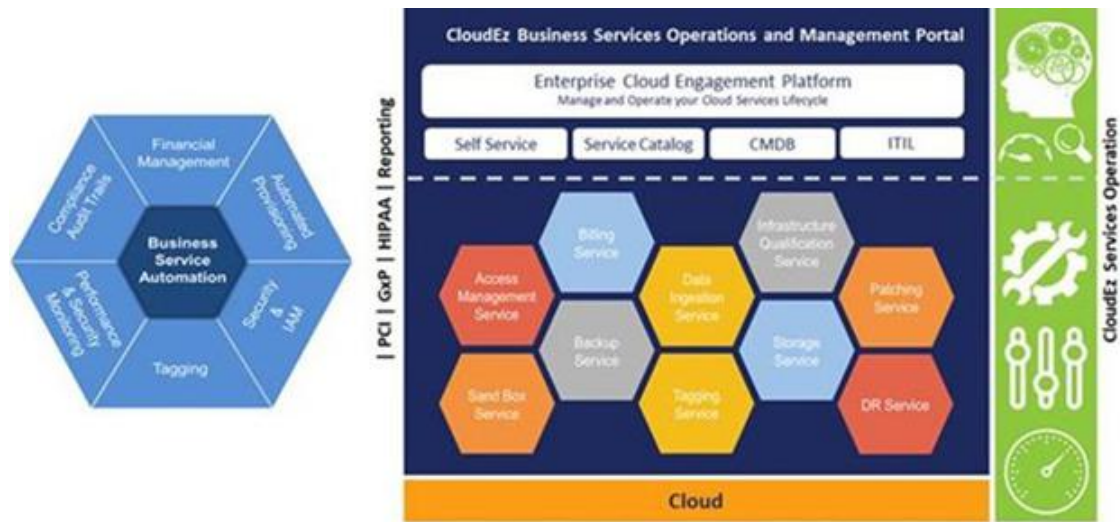 Financial
Management
Automated
Provisioning
Security
&
IAM
Tagging
Performance
& Security
Monitoring
Compliance
Audit Trails
Business
Service
Automation
| PCI | GxP | HIPAA | Reporting
CloudEz Business Services Operations and Management Portal
Enterprise Cloud Engagement Platform
Manage and Operate your Cloud Services Lifecycle
Self Service
Service Catalog
CMDB
ITIL
Billing
Service
Infrastructure
Qualification
Service
Access
Management
Service
Data
Ingestion
Service
Patching
Service
Backup
Service
Storage
Service
Sand Box
Service
Tagging
Service
DR Service
Cloud
CloudEz Services Operation